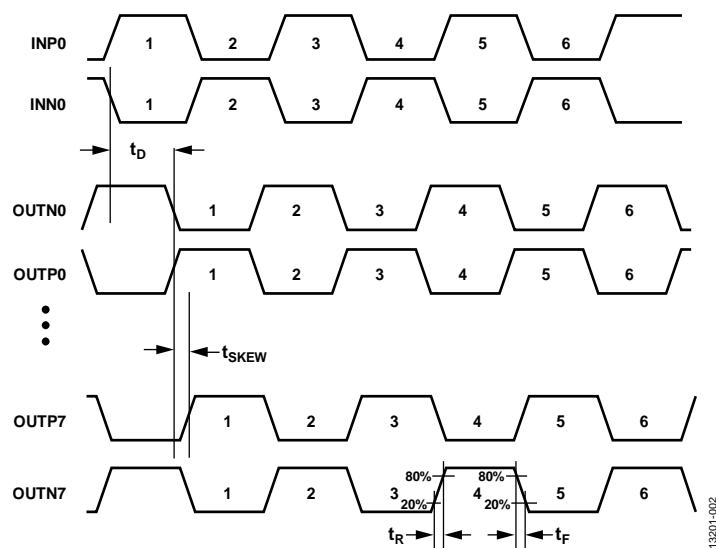 INP0 1 2 3 4 5 6
INN0 1 2 3 4 5 6
tD
OUTN0 1 2 3 4 5 6
OUTP0 1 2 3 4 5 6
tSKEW
OUTP7 1 2 3 4 5 6
OUTN7 1 2 3 4 5 6
80% 80%
20% 20%
tR tF
13201-002